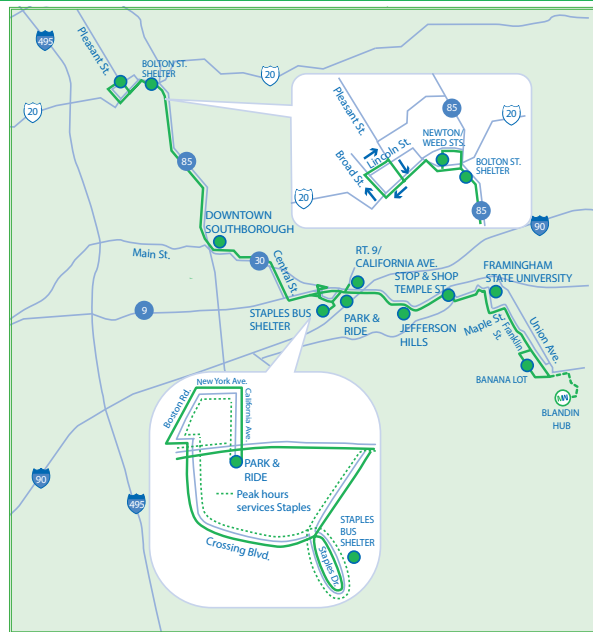 495
Pleasant St.
BOLTON ST.
SHELTER
20
20
85
Pleasant St.
85
20
NEWTON/
WEED STS.
Lincoln St.
Broad St.
BOLTON ST.
SHELTER
20
85
DOWNTOWN
SOUTHBOROUGH
90
Main St.
30
Central St.
RT. 9/
CALIFORNIA AVE.
STOP & SHOP
TEMPLE ST.
FRAMINGHAM
STATE UNIVERSITY
9
STAPLES BUS
SHELTER
PARK &
RIDE
JEFFERSON
HILLS
Maple St.
Franklin
St.
Union Ave.
BANANA LOT
BLANDIN
HUB
New York Ave.
Boston Rd.
California Ave.
PARK &
RIDE
Peak hours
services Staples
STAPLES
BUS
SHELTER
Crossing Blvd.
Staples Dr.
90
495